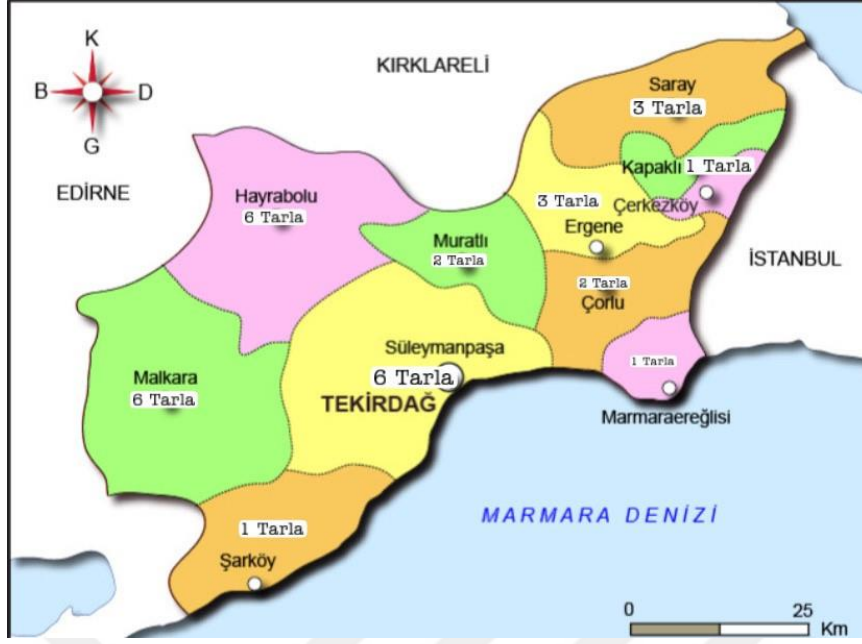 K
B
D
G
KIRKLARELİ
EDİRNE
İSTANBUL
Saray
3 Tarla
Kapaklı
1 Tarla
Çerkezköy
Hayrabolu
6 Tarla
3 Tarla
Ergene
Muratlı
2 Tarla
2 Tarla
Çorlu
Süleymanpaşa
6 Tarla
TEKİRDAĞ
Malkara
6 Tarla
1 Tarla
Marmaraereğlisi
1 Tarla
Şarköy
MARMARA DENİZİ
0
25
Km